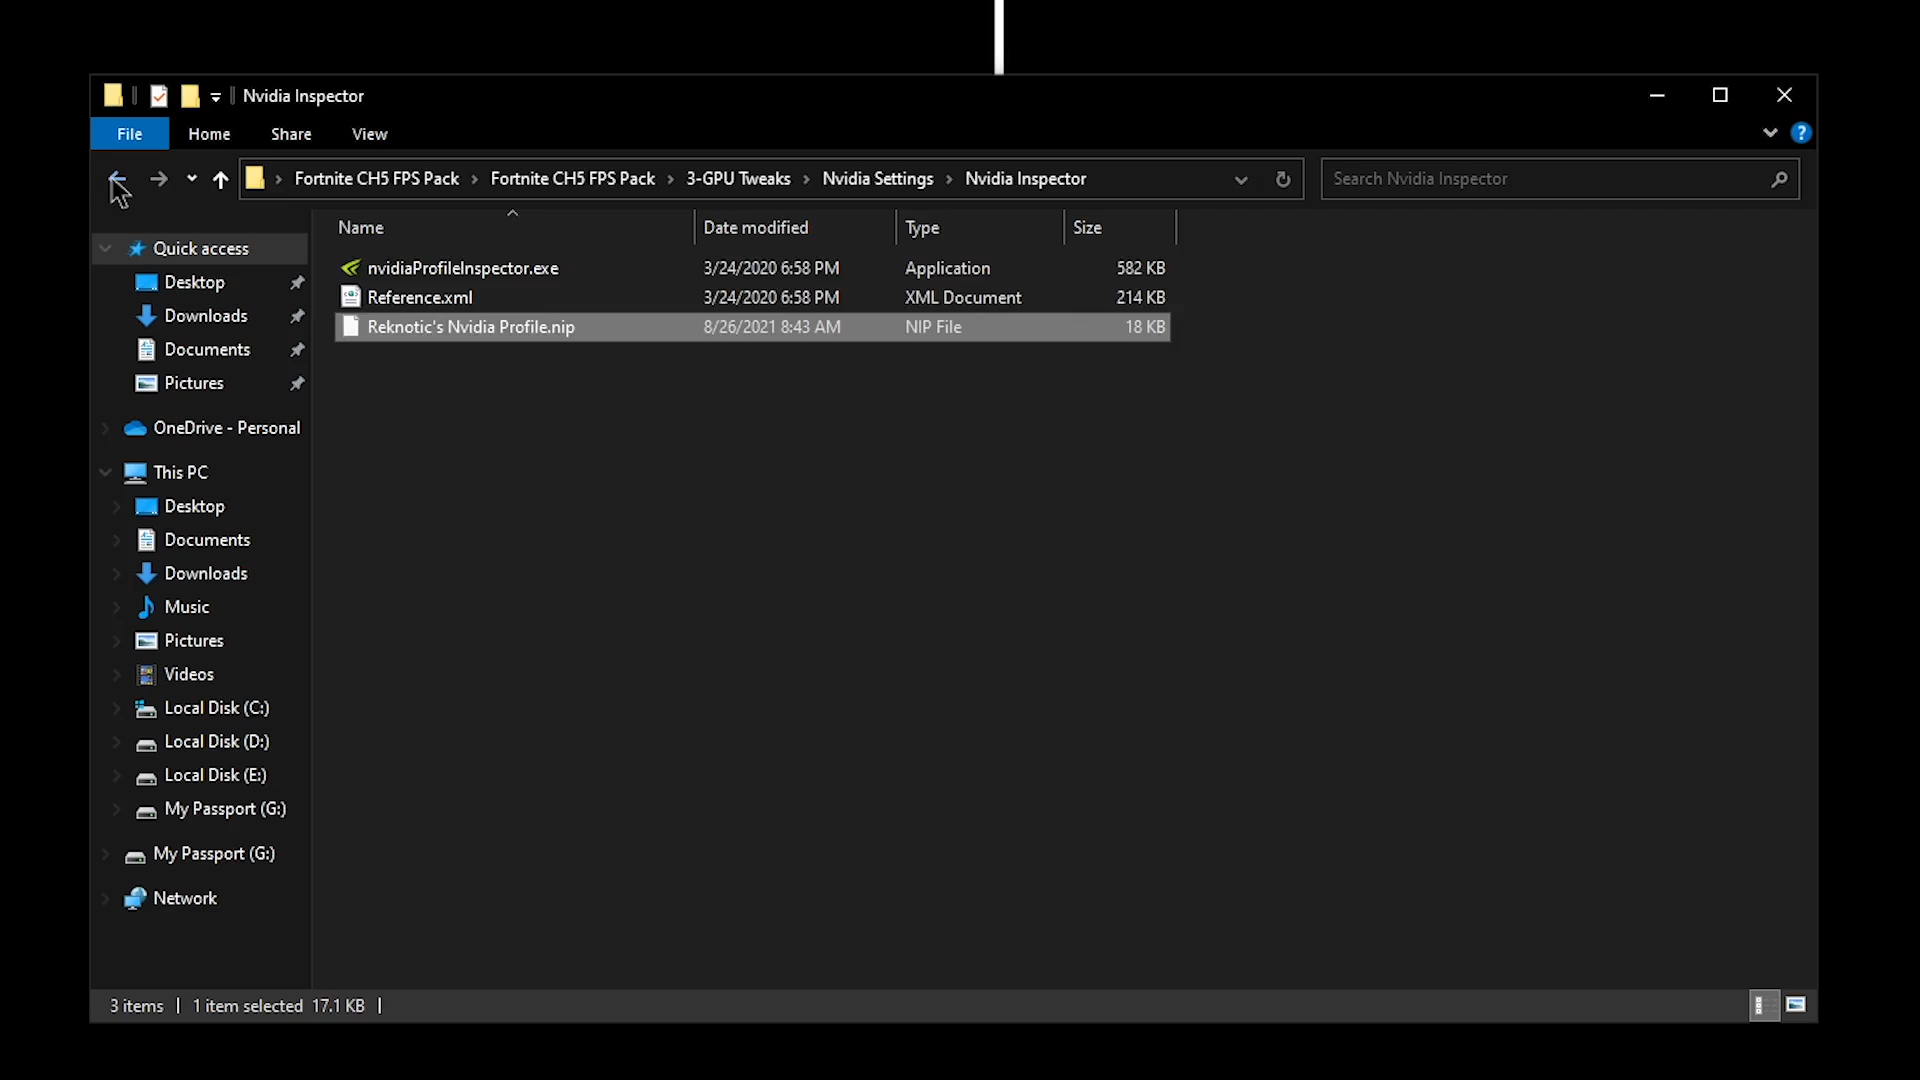 Nvidia Inspector
File Home Share View
Fortnite CH5 FPS Pack Fortnite CH5 FPS Pack 3-GPU Tweaks Nvidia Settings Nvidia Inspector
Search Nvidia Inspector
Name Date modified Type Size
nvidiaProfileInspector.exe 3/24/2020 6:58 PM Application 582 KB
Reference.xml 3/24/2020 6:58 PM XML Document 214 KB
Reknotic's Nvidia Profile.nip 8/26/2021 8:43 AM NIP File 18 KB
Quick access
Desktop
Downloads
Documents
Pictures
OneDrive - Personal
This PC
Desktop
Documents
Downloads
Music
Pictures
Videos
Local Disk (C:)
Local Disk (D:)
Local Disk (E:)
My Passport (G:)
My Passport (G:)
Network
3 items 1 item selected 17.1 KB